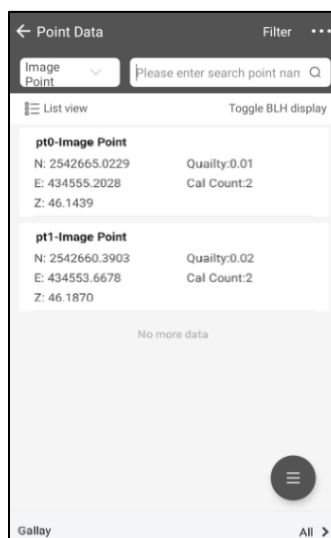 Point Data Filter
Image Point Please enter search point nam
List view Toggle BLH display
pt0-Image Point
N: 2542665.0229 Quailty:0.01
E: 434555.2028 Cal Count:2
Z: 46.1439
pt1-Image Point
N: 2542660.3903 Quailty:0.02
E: 434553.6678 Cal Count:2
Z: 46.1870
No more data
Gallay All